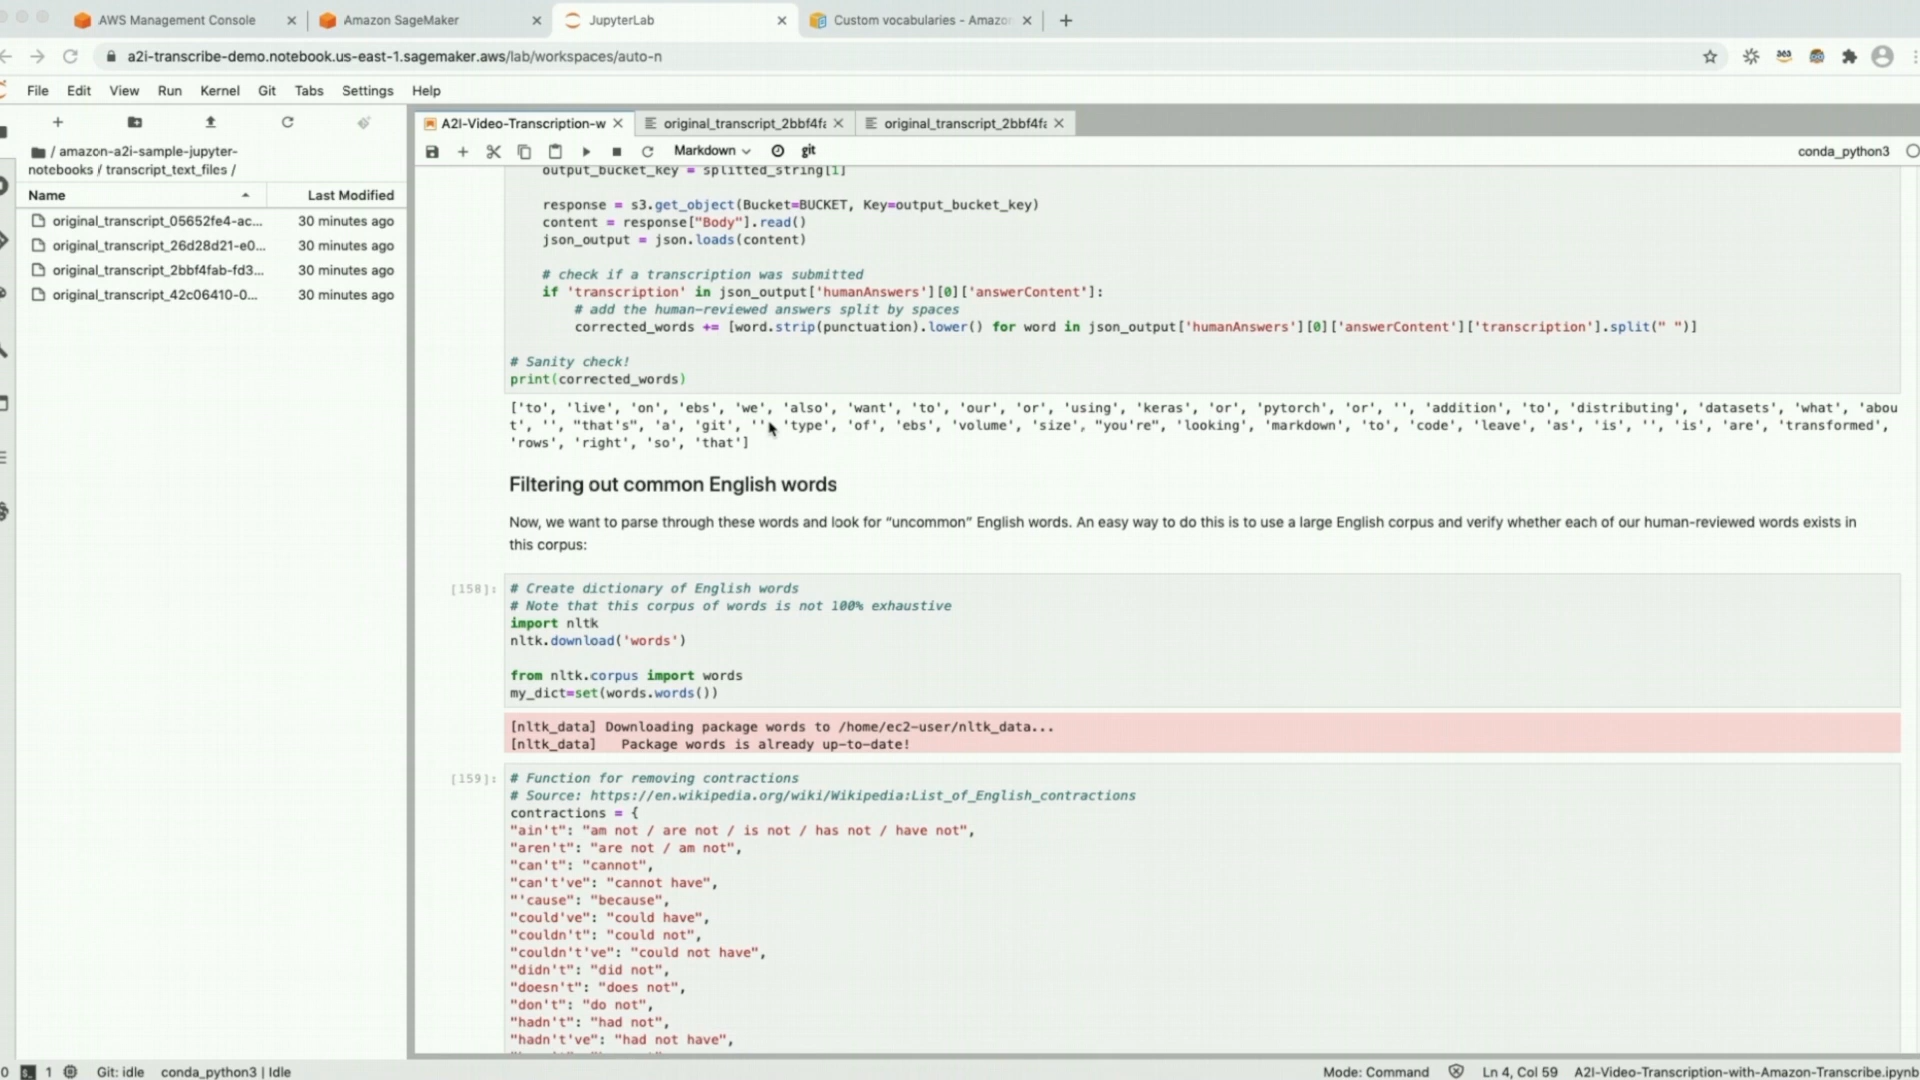 AWS Management Console
Amazon SageMaker
JupyterLab
Custom vocabularies - Amazo
a2i-transcribe-demo.notebook.us-east-1.sagemaker.aws/lab/workspaces/auto-n
File Edit View Run Kernel Git Tabs Settings Help
A2I-Video-Transcription-w
original_transcript_2bbf4fa
original_transcript_2bbf4fa
Markdown
git
conda_python3
/ amazon-a2i-sample-jupyter-
notebooks / transcript_text_files /
Name Last Modified
original_transcript_05652fe4-ac... 30 minutes ago
original_transcript_26d28d21-e0... 30 minutes ago
original_transcript_2bbf4fab-fd3... 30 minutes ago
original_transcript_42c06410-0... 30 minutes ago
output_bucket_key = splitted_string[1]
response = s3.get_object(Bucket=BUCKET, Key=output_bucket_key)
content = response["Body"].read()
json_output = json.loads(content)
# check if a transcription was submitted
if 'transcription' in json_output['humanAnswers'][0]['answerContent']:
# add the human-reviewed answers split by spaces
corrected_words += [word.strip(punctuation).lower() for word in json_output['humanAnswers'][0]['answerContent']['transcription'].split(" ")]
# Sanity check!
print(corrected_words)
['to', 'live', 'on', 'ebs', 'we', 'also', 'want', 'to', 'our', 'or', 'using', 'keras', 'or', 'pytorch', 'or', '', 'addition', 'to', 'distributing', 'datasets', 'what', 'abou
t', '', "that's", 'a', 'git', '', 'type', 'of', 'ebs', 'volume', 'size', "you're", 'looking', 'markdown', 'to', 'code', 'leave', 'as', 'is', '', 'is', 'are', 'transformed',
'rows', 'right', 'so', 'that']
Filtering out common English words
Now, we want to parse through these words and look for “uncommon” English words. An easy way to do this is to use a large English corpus and verify whether each of our human-reviewed words exists in
this corpus:
[158]:
# Create dictionary of English words
# Note that this corpus of words is not 100% exhaustive
import nltk
nltk.download('words')
from nltk.corpus import words
my_dict=set(words.words())
[nltk_data] Downloading package words to /home/ec2-user/nltk_data...
[nltk_data]   Package words is already up-to-date!
[159]:
# Function for removing contractions
# Source: https://en.wikipedia.org/wiki/Wikipedia:List_of_English_contractions
contractions = {
"ain't": "am not / are not / is not / has not / have not",
"aren't": "are not / am not",
"can't": "cannot",
"can't've": "cannot have",
"'cause": "because",
"could've": "could have",
"couldn't": "could not",
"couldn't've": "could not have",
"didn't": "did not",
"doesn't": "does not",
"don't": "do not",
"hadn't": "had not",
"hadn't've": "had not have",
0
1
Git: idle
conda_python3 | Idle
Mode: Command
Ln 4, Col 59
A2I-Video-Transcription-with-Amazon-Transcribe.ipynb